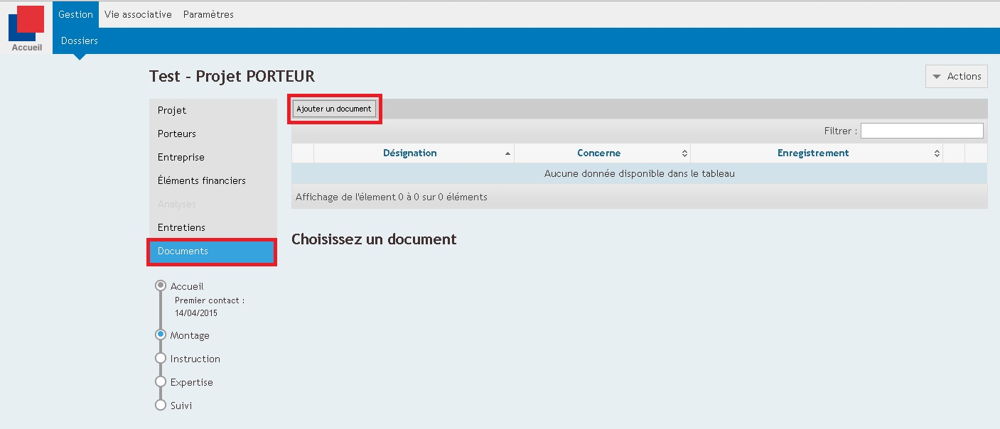 Gestion Vie associative Paramètres
Accueil
Dossiers
Test - Projet PORTEUR
Actions
Projet
Porteurs
Entreprise
Éléments financiers
Analyses
Entretiens
Documents
Accueil
Premier contact :
14/04/2015
Montage
Instruction
Expertise
Suivi
Ajouter un document
Filtrer :
Désignation Concerne Enregistrement
Aucune donnée disponible dans le tableau
Affichage de l'élement 0 à 0 sur 0 éléments
Choisissez un document